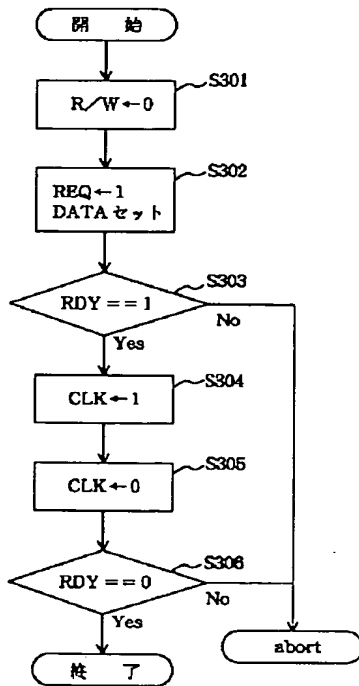 開 始
S301
R/W←0
S302
REQ←1
DATAセット
S303
RDY==1
No
Yes
S304
CLK←1
S305
CLK←0
S306
RDY==0
No
Yes
abort
終 了